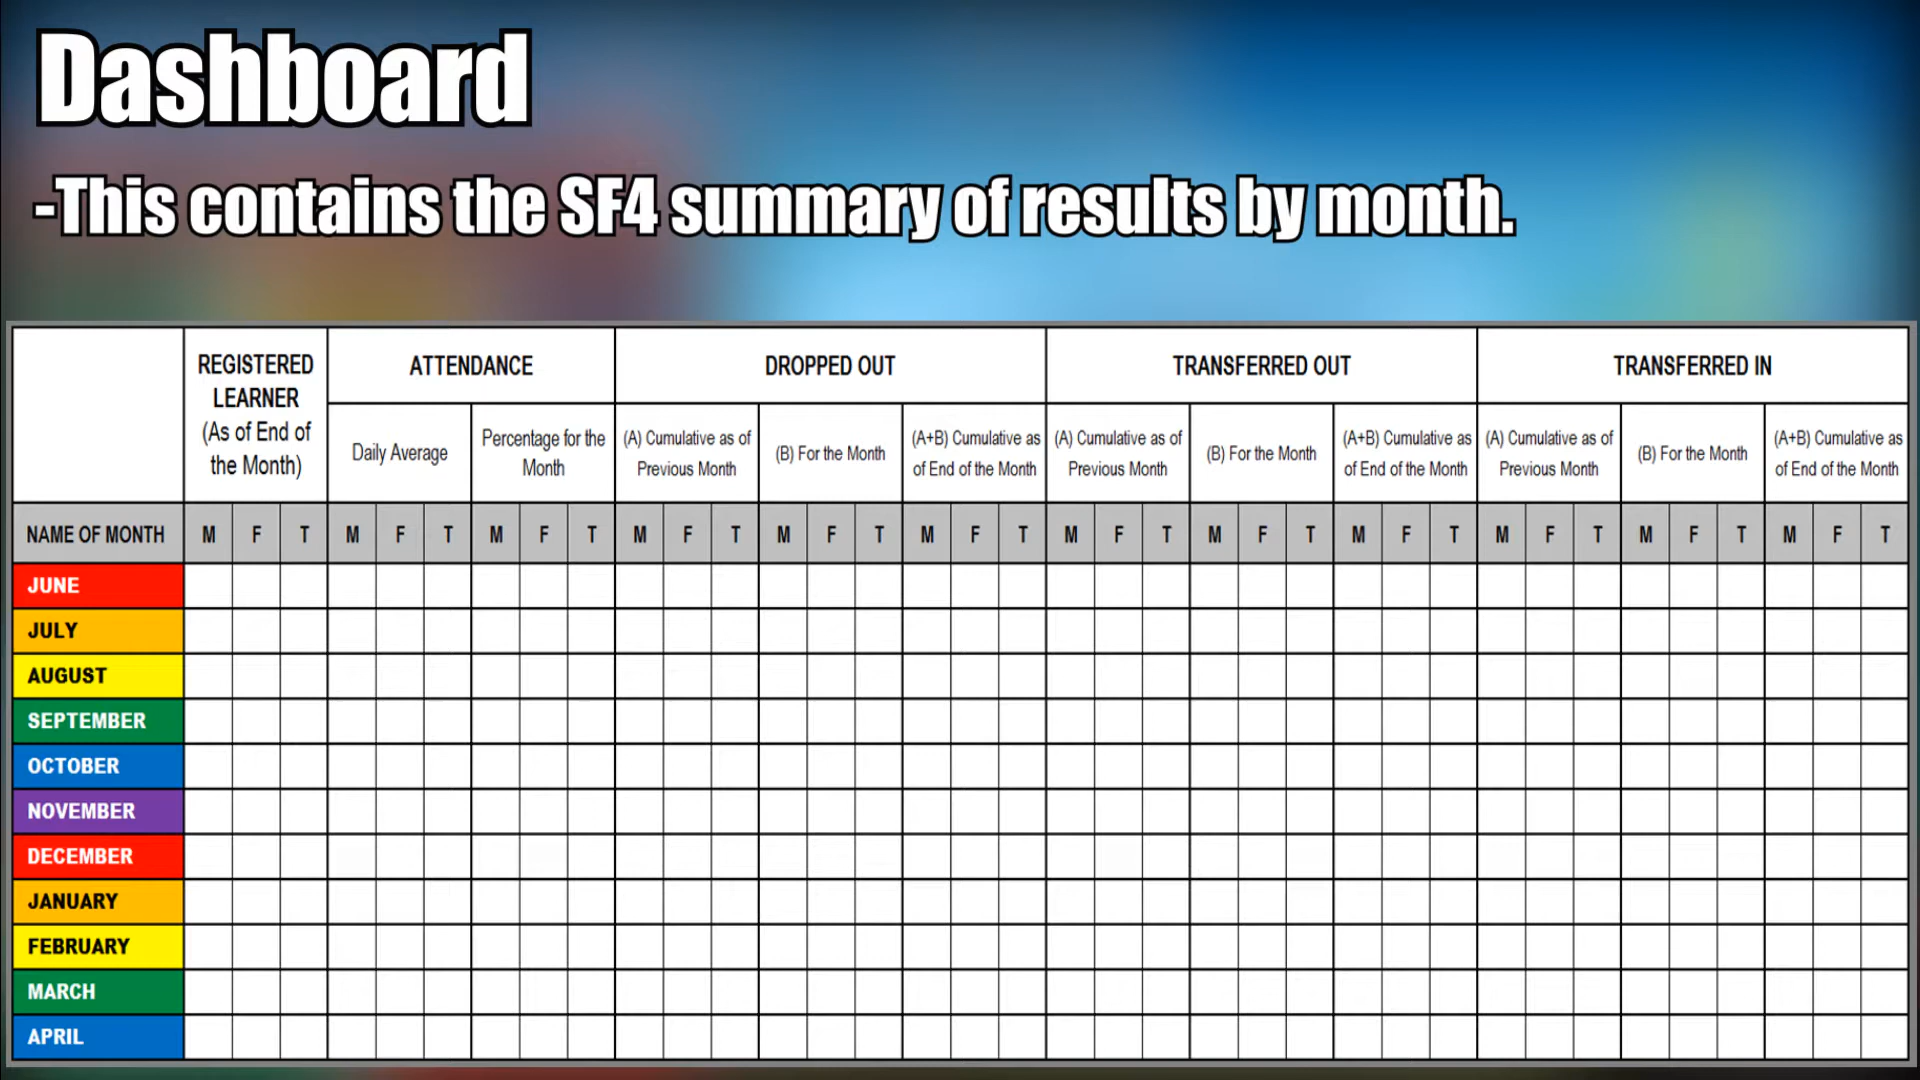 Dashboard
-This contains the SF4 summary of results by month.
REGISTERED
LEARNER
(As of End of
the Month)
ATTENDANCE
DROPPED OUT
TRANSFERRED OUT
TRANSFERRED IN
Daily Average
Percentage for the
Month
(A) Cumulative as of
Previous Month
(B) For the Month
(A+B) Cumulative as
of End of the Month
(A) Cumulative as of
Previous Month
(B) For the Month
(A+B) Cumulative as
of End of the Month
(A) Cumulative as of
Previous Month
(B) For the Month
(A+B) Cumulative as
of End of the Month
NAME OF MONTH M F T M F T M F T M F T M F T M F T M F T M F T M F T M F T M F T M F T
JUNE
JULY
AUGUST
SEPTEMBER
OCTOBER
NOVEMBER
DECEMBER
JANUARY
FEBRUARY
MARCH
APRIL